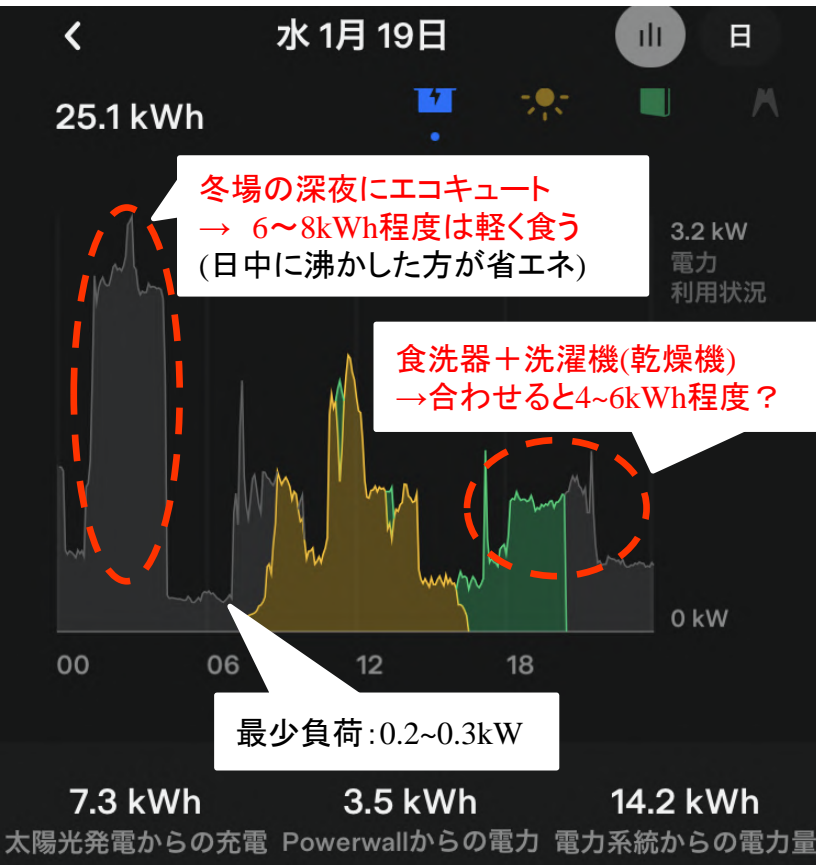 水 1月 19日
日
25.1 kWh
冬場の深夜にエコキュート
→ 6〜8kWh程度は軽く食う
(日中に沸かした方が省エネ)
3.2 kW
電力
利用状況
食洗器＋洗濯機(乾燥機)
→合わせると4~6kWh程度？
0 kW
00 06 12 18
最少負荷：0.2~0.3kW
7.3 kWh 3.5 kWh 14.2 kWh
太陽光発電からの充電 Powerwallからの電力 電力系統からの電力量